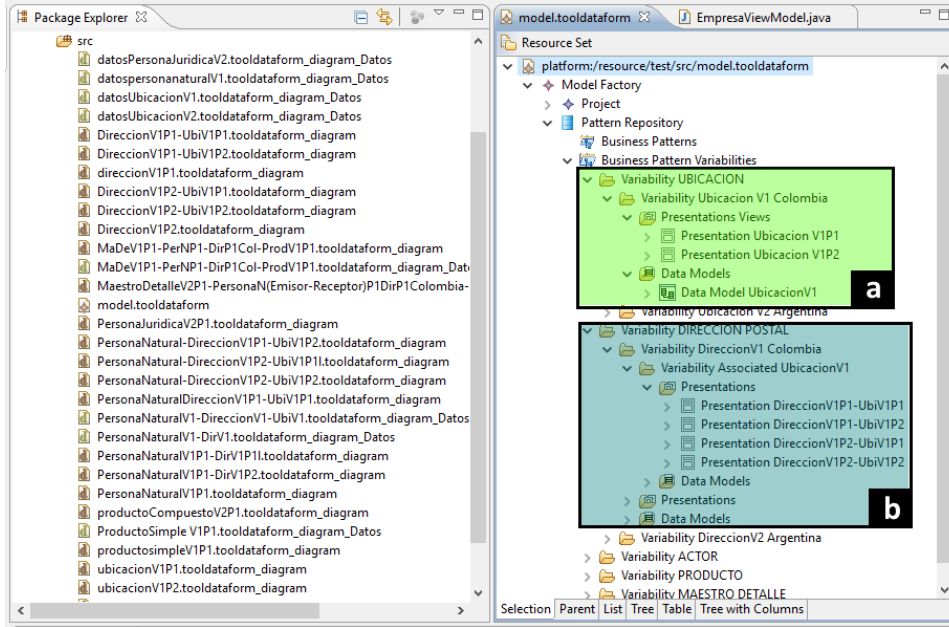 Package Explorer
src
datosPersonaJuridicaV2.tooldataform_diagram_Datos
datospersonanaturalV1.tooldataform_diagram_Datos
datosUbicacionV1.tooldataform_diagram_Datos
datosUbicacionV2.tooldataform_diagram_Datos
DireccionV1P1-UbiV1P1.tooldataform_diagram
DireccionV1P1-UbiV1P2.tooldataform_diagram
direccionV1P1.tooldataform_diagram
DireccionV1P2-UbiV1P1.tooldataform_diagram
DireccionV1P2-UbiV1P2.tooldataform_diagram
DireccionV1P2.tooldataform_diagram
MaDeV1P1-PerNP1-DirP1Col-ProdV1P1.tooldataform_diagram
MaDeV1P1-PerNP1-DirP1Col-ProdV1P1.tooldataform_diagram_Dat
MaestroDetalleV2P1-PersonaN(Emisor-Receptor)P1DirP1Colombia-
model.tooldataform
PersonaJuridicaV2P1.tooldataform_diagram
PersonaNatural-DireccionV1P1-UbiV1P2.tooldataform_diagram
PersonaNatural-DireccionV1P2-UbiV1P1I.tooldataform_diagram
PersonaNatural-DireccionV1P2-UbiV1P2.tooldataform_diagram
PersonaNaturalDireccionV1P1-UbiV1P1.tooldataform_diagram
PersonaNaturalV1-DireccionV1-UbiV1.tooldataform_diagram_Datos
PersonaNaturalV1-DirV1.tooldataform_diagram_Datos
PersonaNaturalV1P1-DirV1P1I.tooldataform_diagram
PersonaNaturalV1P1-DirV1P2.tooldataform_diagram
PersonaNaturalV1P1.tooldataform_diagram
productoCompuestoV2P1.tooldataform_diagram
ProductoSimple V1P1.tooldataform_diagram_Datos
productosimpleV1P1.tooldataform_diagram
ubicacionV1P1.tooldataform_diagram
ubicacionV1P2.tooldataform_diagram
model.tooldataform EmpresaViewModel.java
Resource Set
platform:/resource/test/src/model.tooldataform
Model Factory
Project
Pattern Repository
Business Patterns
Business Pattern Variabilities
Variability UBICACION
Variability Ubicacion V1 Colombia
Presentations Views
Presentation Ubicacion V1P1
Presentation Ubicacion V1P2
Data Models
Data Model UbicacionV1
a
Variability Ubicacion V2 Argentina
Variability DIRECCION POSTAL
Variability DireccionV1 Colombia
Variability Associated UbicacionV1
Presentations
Presentation DireccionV1P1-UbiV1P1
Presentation DireccionV1P1-UbiV1P2
Presentation DireccionV1P2-UbiV1P1
Presentation DireccionV1P2-UbiV1P2
Data Models
Presentations
Data Models
b
Variability DireccionV2 Argentina
Variability ACTOR
Variability PRODUCTO
Variability MAESTRO DETALLE
Selection Parent List Tree Table Tree with Columns